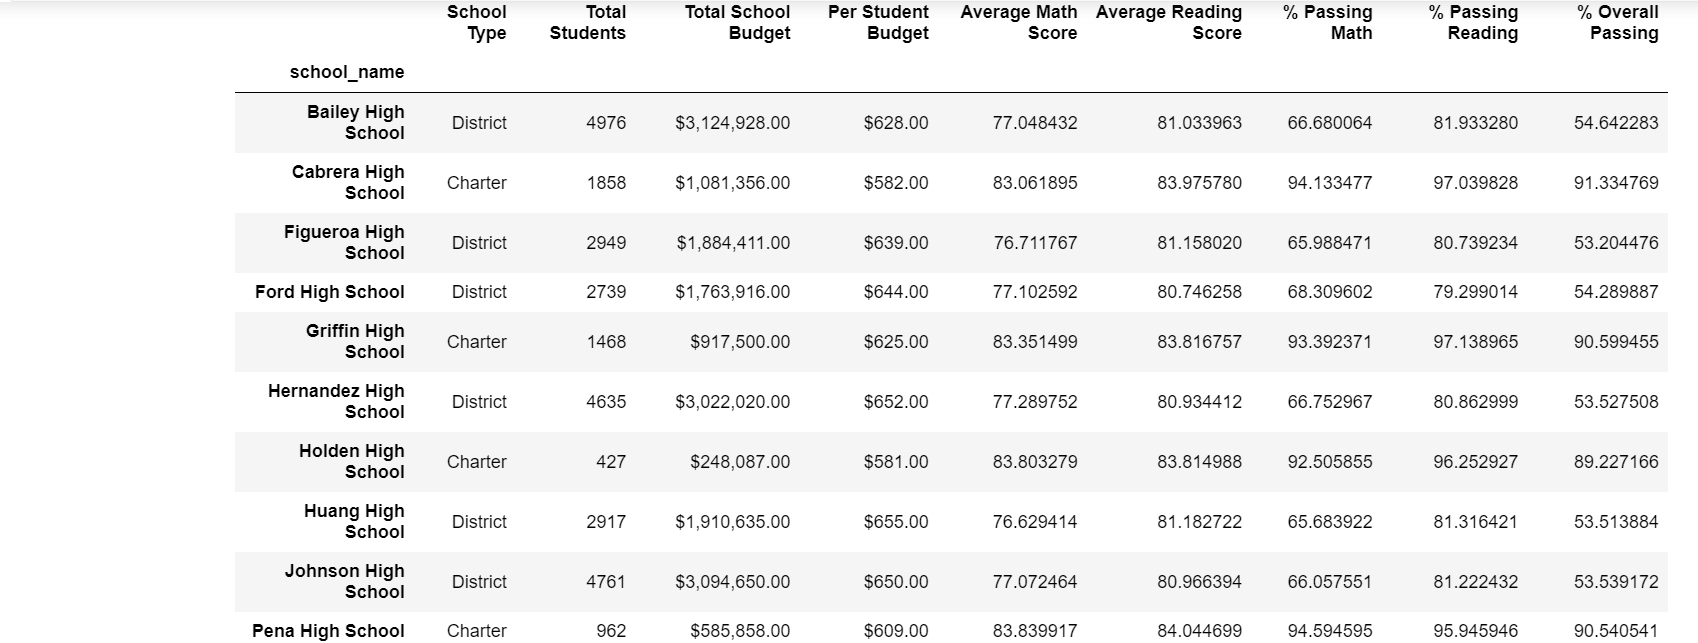 School Type Total Students Total School Budget Per Student Budget Average Math Score Average Reading Score % Passing Math % Passing Reading % Overall Passing
school_name
Bailey High School District 4976 $3,124,928.00 $628.00 77.048432 81.033963 66.680064 81.933280 54.642283
Cabrera High School Charter 1858 $1,081,356.00 $582.00 83.061895 83.975780 94.133477 97.039828 91.334769
Figueroa High School District 2949 $1,884,411.00 $639.00 76.711767 81.158020 65.988471 80.739234 53.204476
Ford High School District 2739 $1,763,916.00 $644.00 77.102592 80.746258 68.309602 79.299014 54.289887
Griffin High School Charter 1468 $917,500.00 $625.00 83.351499 83.816757 93.392371 97.138965 90.599455
Hernandez High School District 4635 $3,022,020.00 $652.00 77.289752 80.934412 66.752967 80.862999 53.527508
Holden High School Charter 427 $248,087.00 $581.00 83.803279 83.814988 92.505855 96.252927 89.227166
Huang High School District 2917 $1,910,635.00 $655.00 76.629414 81.182722 65.683922 81.316421 53.513884
Johnson High School District 4761 $3,094,650.00 $650.00 77.072464 80.966394 66.057551 81.222432 53.539172
Pena High School Charter 962 $585,858.00 $609.00 83.839917 84.044699 94.594595 95.945946 90.540541